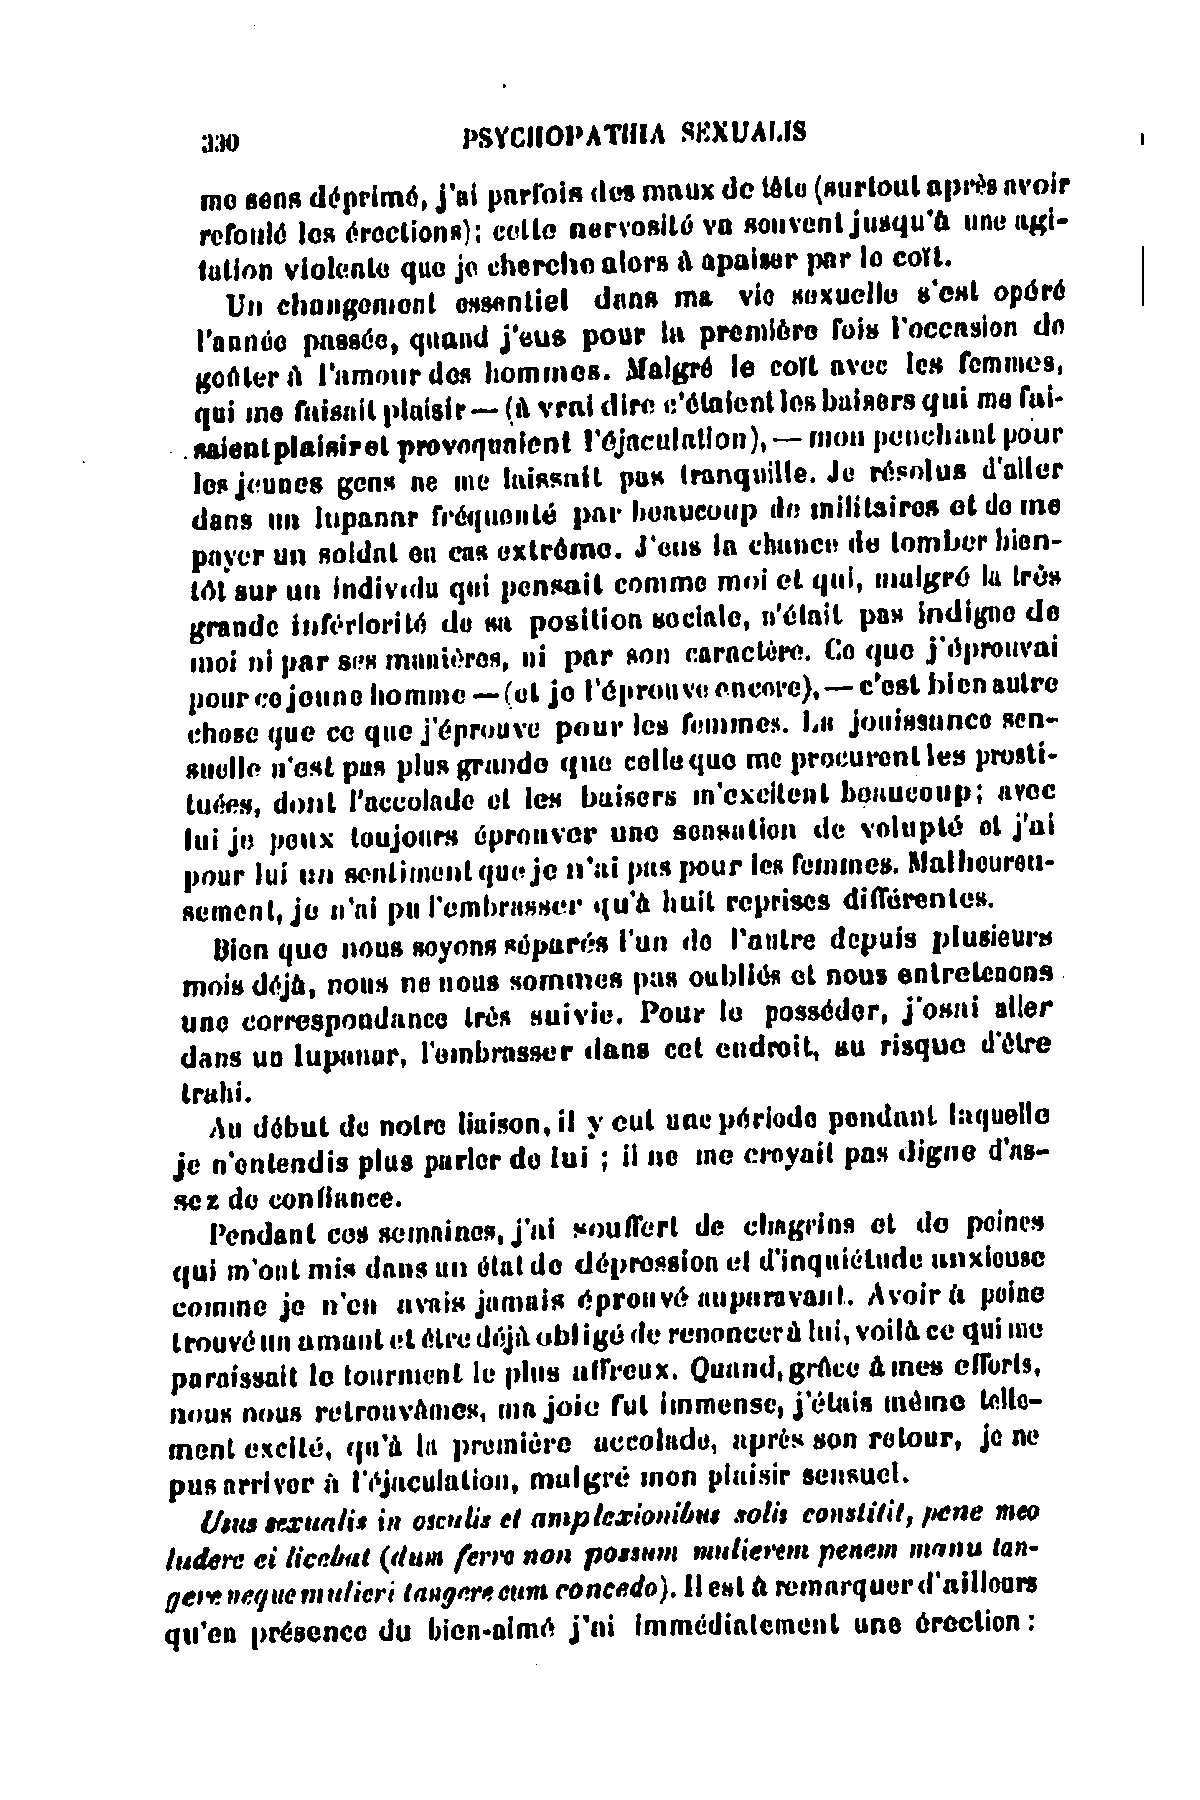 330 PSYCHOPATHIA SEXUALIS
me sens déprimé, j'ai parfois des maux de tête (surtout après avoir
refoulé les érections); cette nervosité va souvent jusqu'à une agi-
tation violente que je cherche alors à apaiser par le coït.
Un changement essentiel dans ma vie sexuelle s'est opéré
l'année passée, quand j'eus pour la première fois l'occasion de
goûter à l'amour des hommes. Malgré le coït avec les femmes,
qui me faisait plaisir — (à vrai dire c'étaient les baisers qui me fai-
saient plaisir et provoquaient l'éjaculation), — mon penchant pour
les jeunes gens ne me laissait pas tranquille. Je résolus d'aller
dans un lupanar fréquenté par beaucoup de militaires et de me
payer un soldat en cas extrême. J'eus la chance de tomber bien-
tôt sur un individu qui pensait comme moi et qui, malgré la très
grande infériorité de sa position sociale, n'était pas indigne de
moi ni par ses manières, ni par son caractère. Ce que j'éprouvai
pour ce jeune homme — (et je l'éprouve encore), — c'est bien autre
chose que ce que j'éprouve pour les femmes. La jouissance sen-
suelle n'est pas plus grande que celle que me procurent les prosti-
tuées, dont l'accolade et les baisers m'excitent beaucoup; avec
lui je peux toujours éprouver une sensation de volupté et j'ai
pour lui un sentiment que je n'ai pas pour les femmes. Malheureu-
sement, je n'ai pu l'embrasser qu'à huit reprises différentes.
Bien que nous soyons séparés l'un de l'autre depuis plusieurs
mois déjà, nous ne nous sommes pas oubliés et nous entretenons
une correspondance très suivie. Pour le posséder, j'osai aller
dans un lupanar, l'embrasser dans cet endroit, au risque d'être
trahi.
Au début de notre liaison, il y eut une période pendant laquelle
je n'entendis plus parler de lui ; il ne me croyait pas digne d'as-
sez de confiance.
Pendant ces semaines, j'ai souffert de chagrins et de peines
qui m'ont mis dans un état de dépression et d'inquiétude anxieuse
comme je n'en avais jamais éprouvé auparavant. Avoir à peine
trouvé un amant et être déjà obligé de renoncer à lui, voilà ce qui me
paraissait le tourment le plus affreux. Quand, grâce à mes efforts,
nous nous retrouvâmes, ma joie fut immense, j'étais même telle-
ment excité, qu'à la première accolade, après son retour, je ne
pus arriver à l'éjaculation, malgré mon plaisir sensuel.
Usus sexualis in osculis et amplexionibus solis constitit, pene meo
ludere ei licebat (dum ferre non possum mulierem penem manu tan-
gere neque mulieri tangere eum concedo). Il est à remarquer d'ailleurs
qu'en présence du bien-aimé j'ai immédiatement une érection :